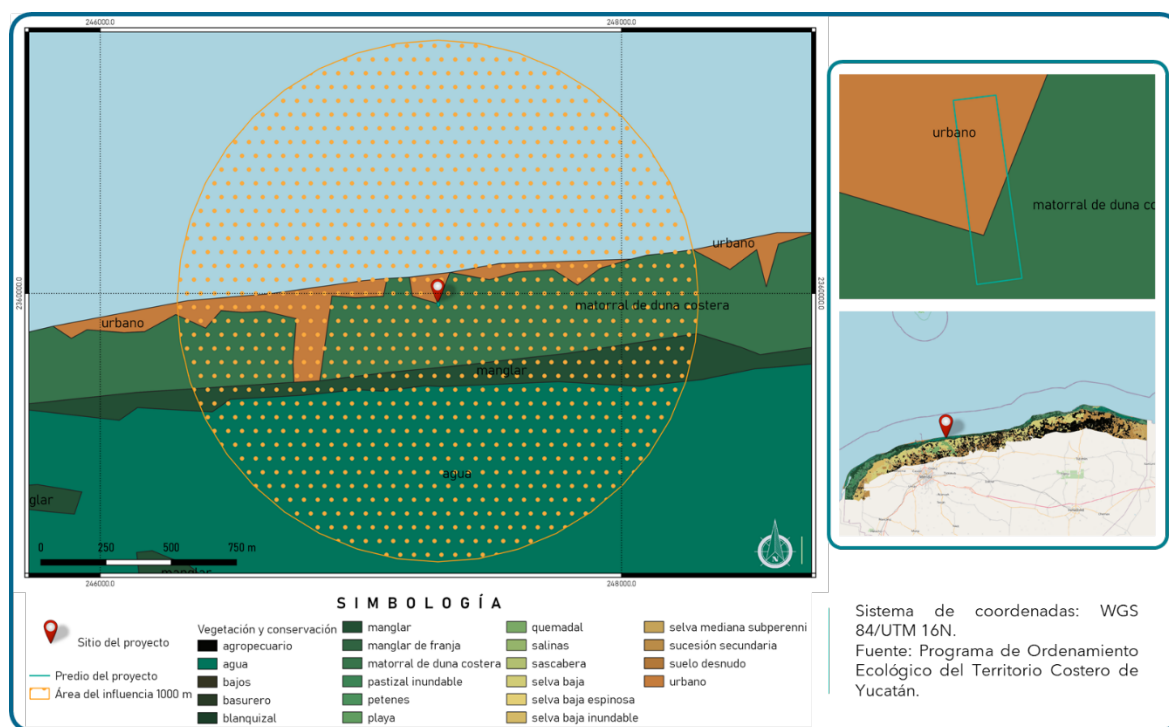 246000.0
248000.0
urbano
matorral de duna co
urbano
2360000.0
2360000.0
matorral de duna costera
urbano
manglar
agua
glar
0 250 500 750 m
manglar
246000.0
248000.0
SIMBOLOGÍA
Sitio del proyecto
Predio del proyecto
Área del influencia 1000 m
Vegetación y conservación
agropecuario
agua
bajos
basurero
blanquizal
manglar
manglar de franja
matorral de duna costera
pastizal inundable
petenes
playa
quemadal
salinas
sascabera
selva baja
selva baja espinosa
selva baja inundable
selva mediana subperenni
sucesión secundaria
suelo desnudo
urbano
Sistema de coordenadas: WGS
84/UTM 16N.
Fuente: Programa de Ordenamiento
Ecológico del Territorio Costero de
Yucatán.